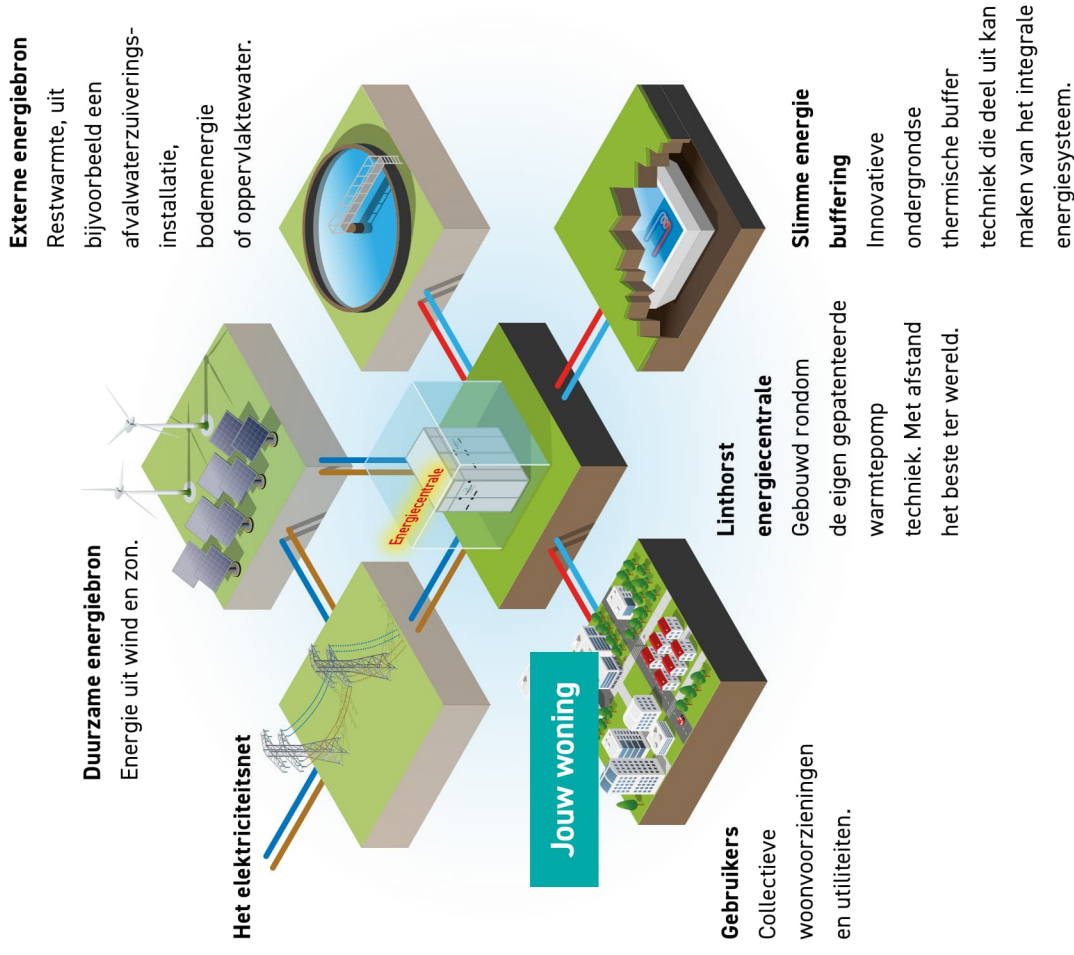 Externe energiebron
Restwarmte, uit
bijvoorbeeld een
afvalwaterzuiverings-
installatie,
bodemenergie
of oppervlaktewater.
Duurzame energiebron
Energie uit wind en zon.
Het elektriciteitsnet
Energiecentrale
Jouw woning
Gebruikers
Collectieve
woonvoorzieningen
en utiliteiten.
Linthorst
energiecentrale
Gebouwd rondom
de eigen gepatenteerde
warmtepomp
techniek. Met afstand
het beste ter wereld.
Slimme energie
buffering
Innovatieve
ondergrondse
thermische buffer
techniek die deel uit kan
maken van het integrale
energiesysteem.